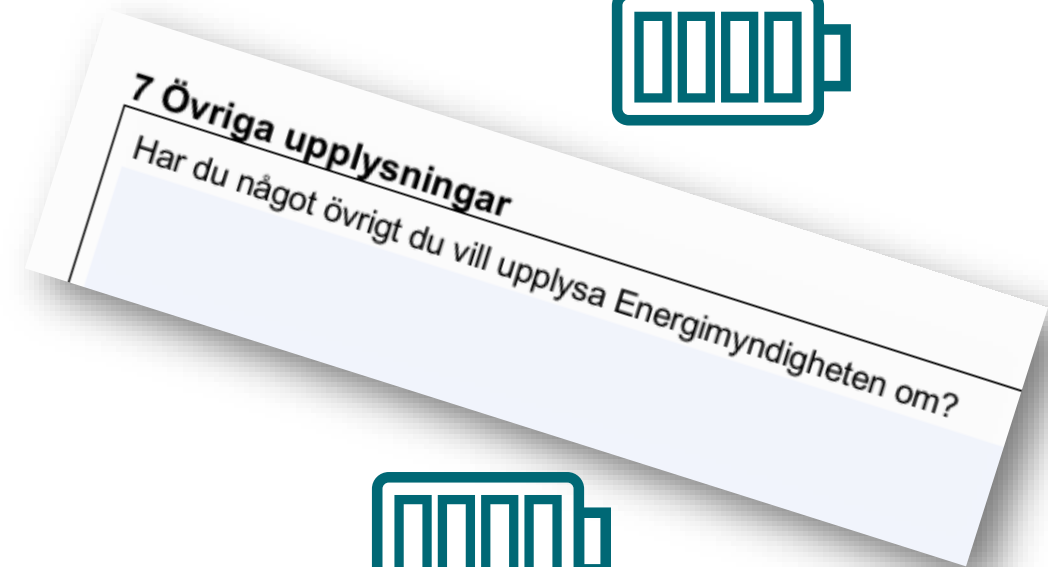 7 Övriga upplysningar
Har du något övrigt du vill upplysa Energimyndigheten om?